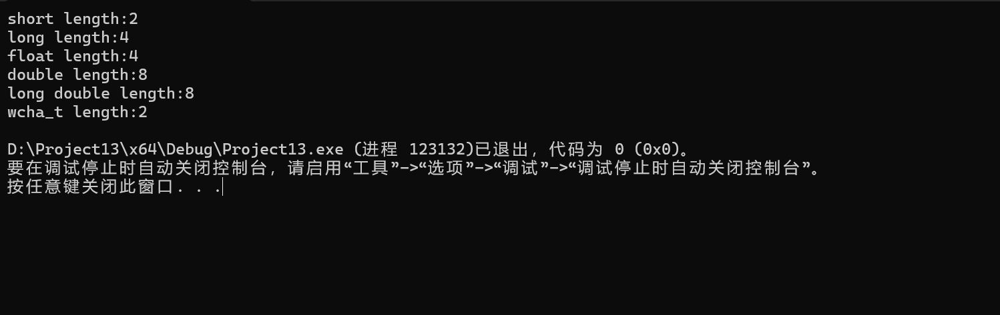 short length:2
long length:4
float length:4
double length:8
long double length:8
wcha_t length:2
D:\Project13\x64\Debug\Project13.exe (进程 123132)已退出，代码为 0 (0x0)。
要在调试停止时自动关闭控制台，请启用“工具”->“选项”->“调试”->“调试停止时自动关闭控制台”。
按任意键关闭此窗口. . .